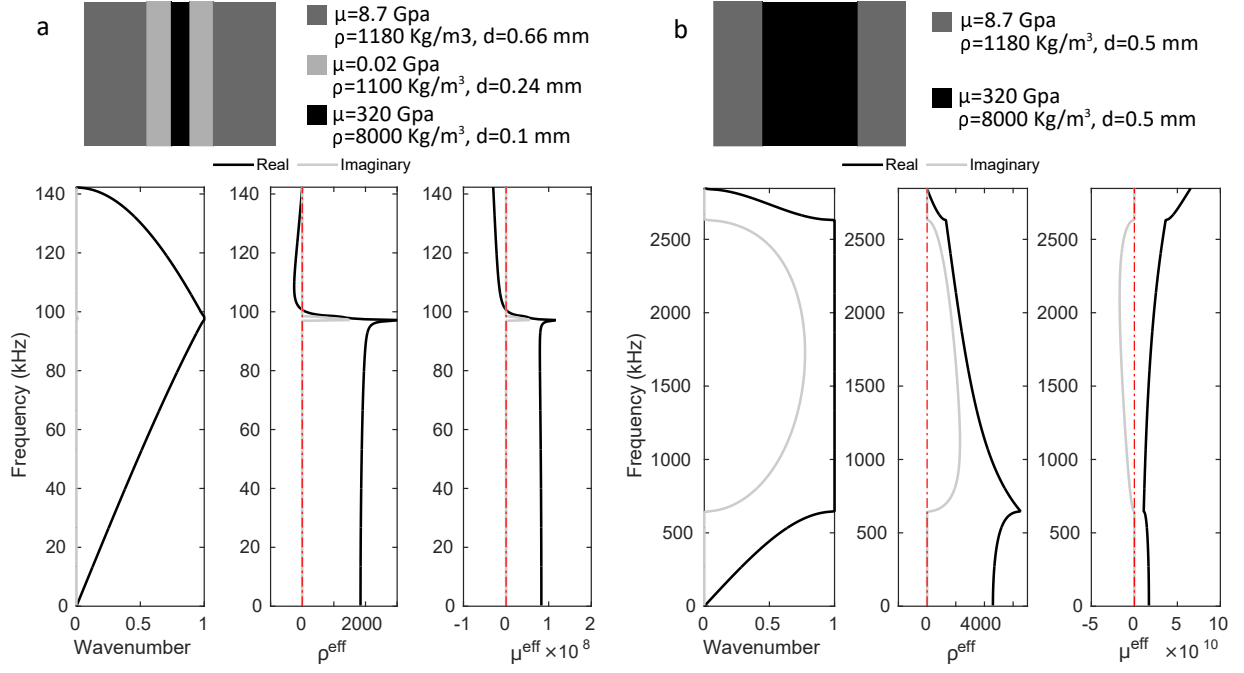 a
μ=8.7 Gpa
ρ=1180 Kg/m3, d=0.66 mm
μ=0.02 Gpa
ρ=1100 Kg/m³, d=0.24 mm
μ=320 Gpa
ρ=8000 Kg/m³, d=0.1 mm
Real Imaginary
Frequency (kHz)
140 140 140
120 120 120
100 100 100
80 80 80
60 60 60
40 40 40
20 20 20
0 0 0
0 0.5 1 0 2000 -1 0 1 2
Wavenumber ρ^eff μ^eff ×10^8
b
μ=8.7 Gpa
ρ=1180 Kg/m³, d=0.5 mm
μ=320 Gpa
ρ=8000 Kg/m³, d=0.5 mm
Real Imaginary
Frequency (kHz)
2500 2500 2500
2000 2000 2000
1500 1500 1500
1000 1000 1000
500 500 500
0 0 0
0 0.5 1 0 4000 -5 0 5 10
Wavenumber ρ^eff μ^eff ×10^10